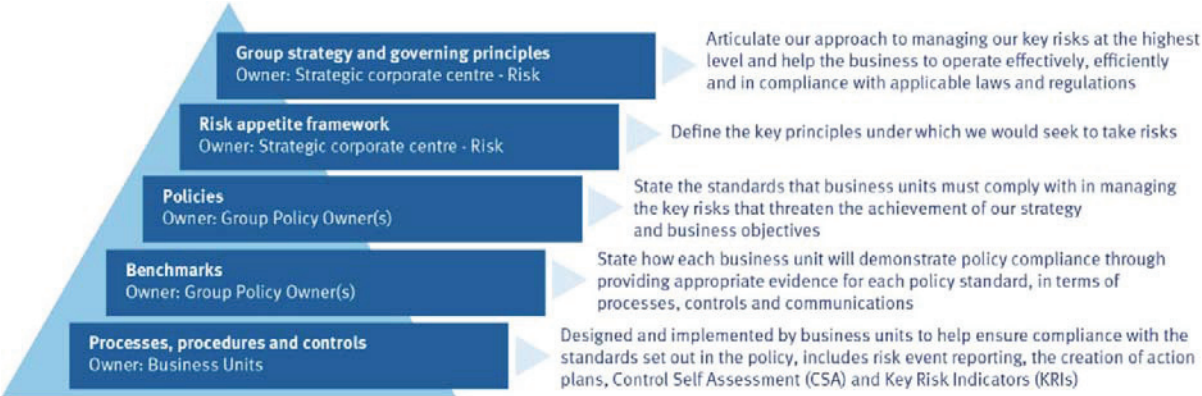 Group strategy and governing principles
Owner: Strategic corporate centre - Risk
Articulate our approach to managing our key risks at the highest
level and help the business to operate effectively, efficiently
and in compliance with applicable laws and regulations
Risk appetite framework
Owner: Strategic corporate centre - Risk
Define the key principles under which we would seek to take risks
Policies
Owner: Group Policy Owner(s)
State the standards that business units must comply with in managing
the key risks that threaten the achievement of our strategy
and business objectives
Benchmarks
Owner: Group Policy Owner(s)
State how each business unit will demonstrate policy compliance through
providing appropriate evidence for each policy standard, in terms of
processes, controls and communications
Processes, procedures and controls
Owner: Business Units
Designed and implemented by business units to help ensure compliance with the
standards set out in the policy, includes risk event reporting, the creation of action
plans, Control Self Assessment (CSA) and Key Risk Indicators (KRIs)